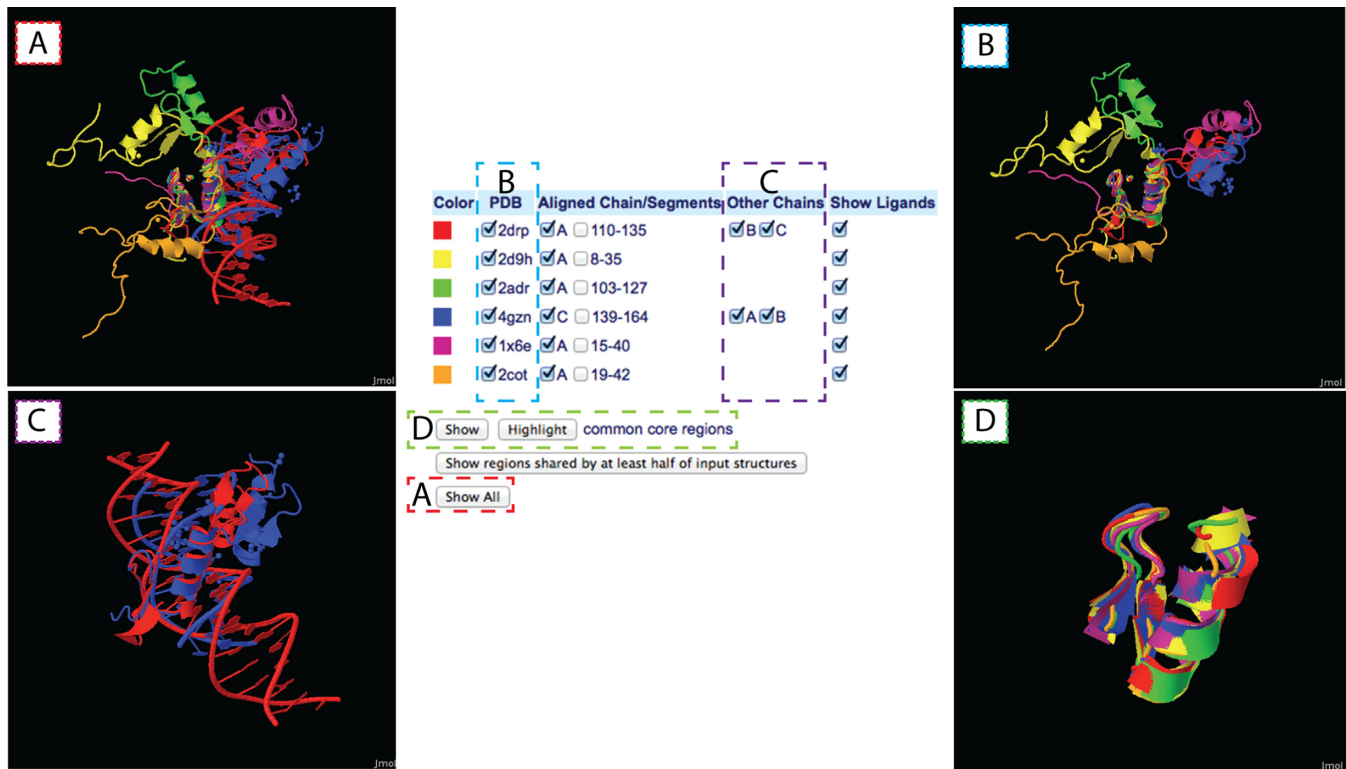 A
B
B
C
Color PDB Aligned Chain/Segments Other Chains Show Ligands
2drp A 110-135 B C
2d9h A 8-35
2adr A 103-127
4gzn C 139-164 A B
1x6e A 15-40
2cot A 19-42
Jmol
Jmol
C
D Show Highlight common core regions
D
Show regions shared by at least half of input structures
A Show All
Jmol
Jmol